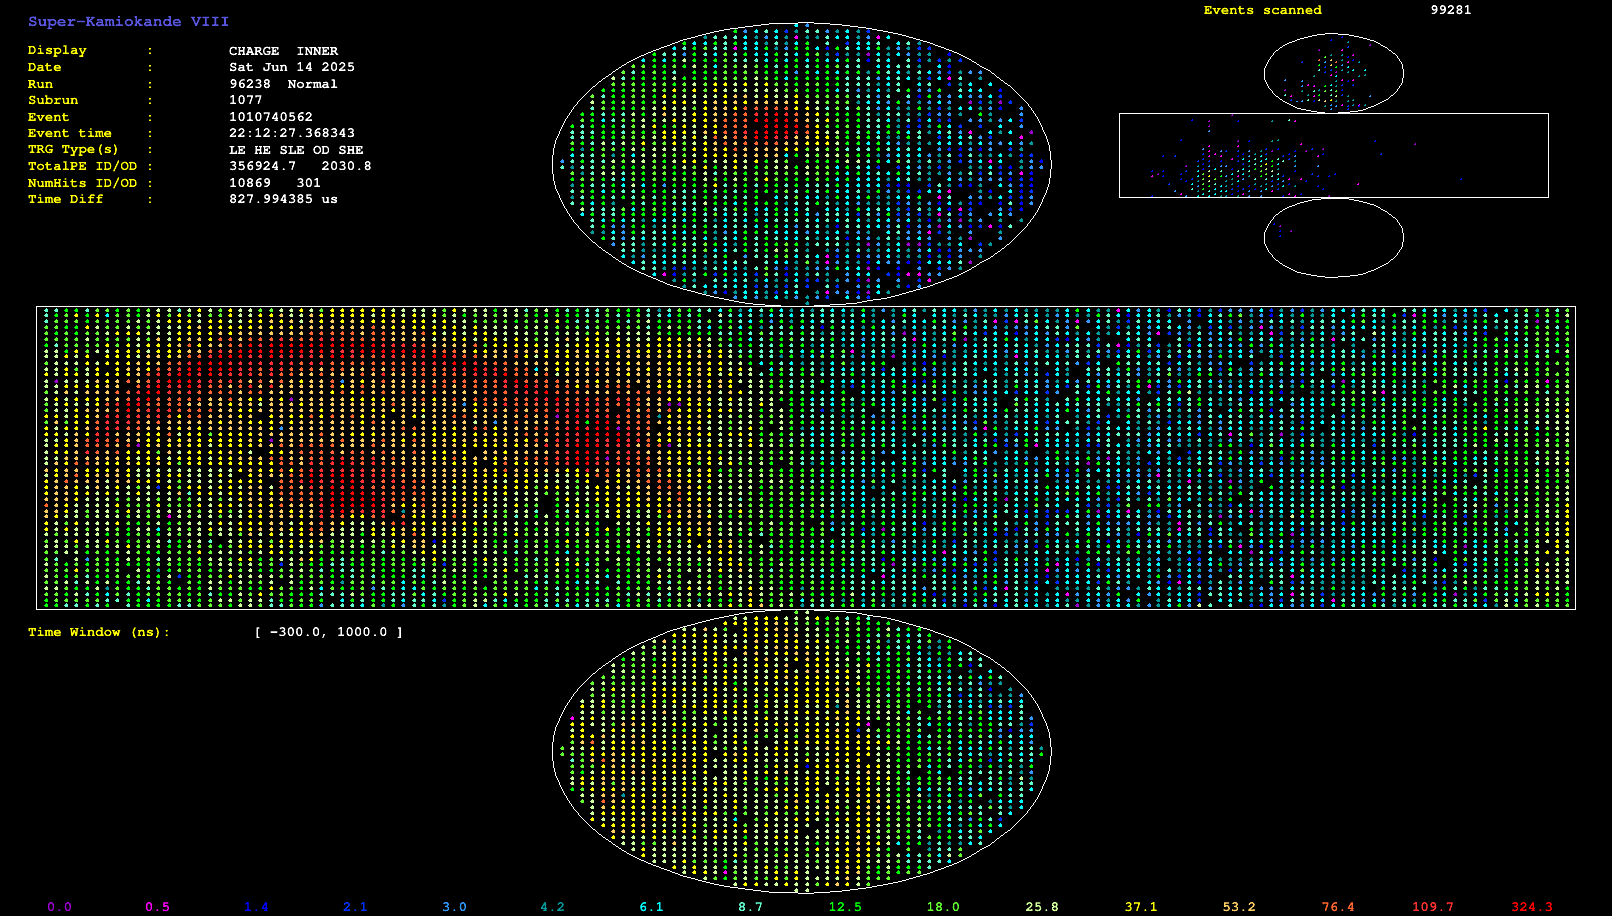 Super-Kamiokande VIII
Display : CHARGE INNER
Date : Sat Jun 14 2025
Run : 96238 Normal
Subrun : 1077
Event : 1010740562
Event time : 22:12:27.368343
TRG Type(s) : LE HE SLE OD SHE
TotalPE ID/OD : 356924.7 2030.8
NumHits ID/OD : 10869 301
Time Diff : 827.994385 us
Events scanned 99281
Time Window (ns): [ -300.0, 1000.0 ]
0.0 0.5 1.4 2.1 3.0 4.2 6.1 8.7 12.5 18.0 25.8 37.1 53.2 76.4 109.7 324.3